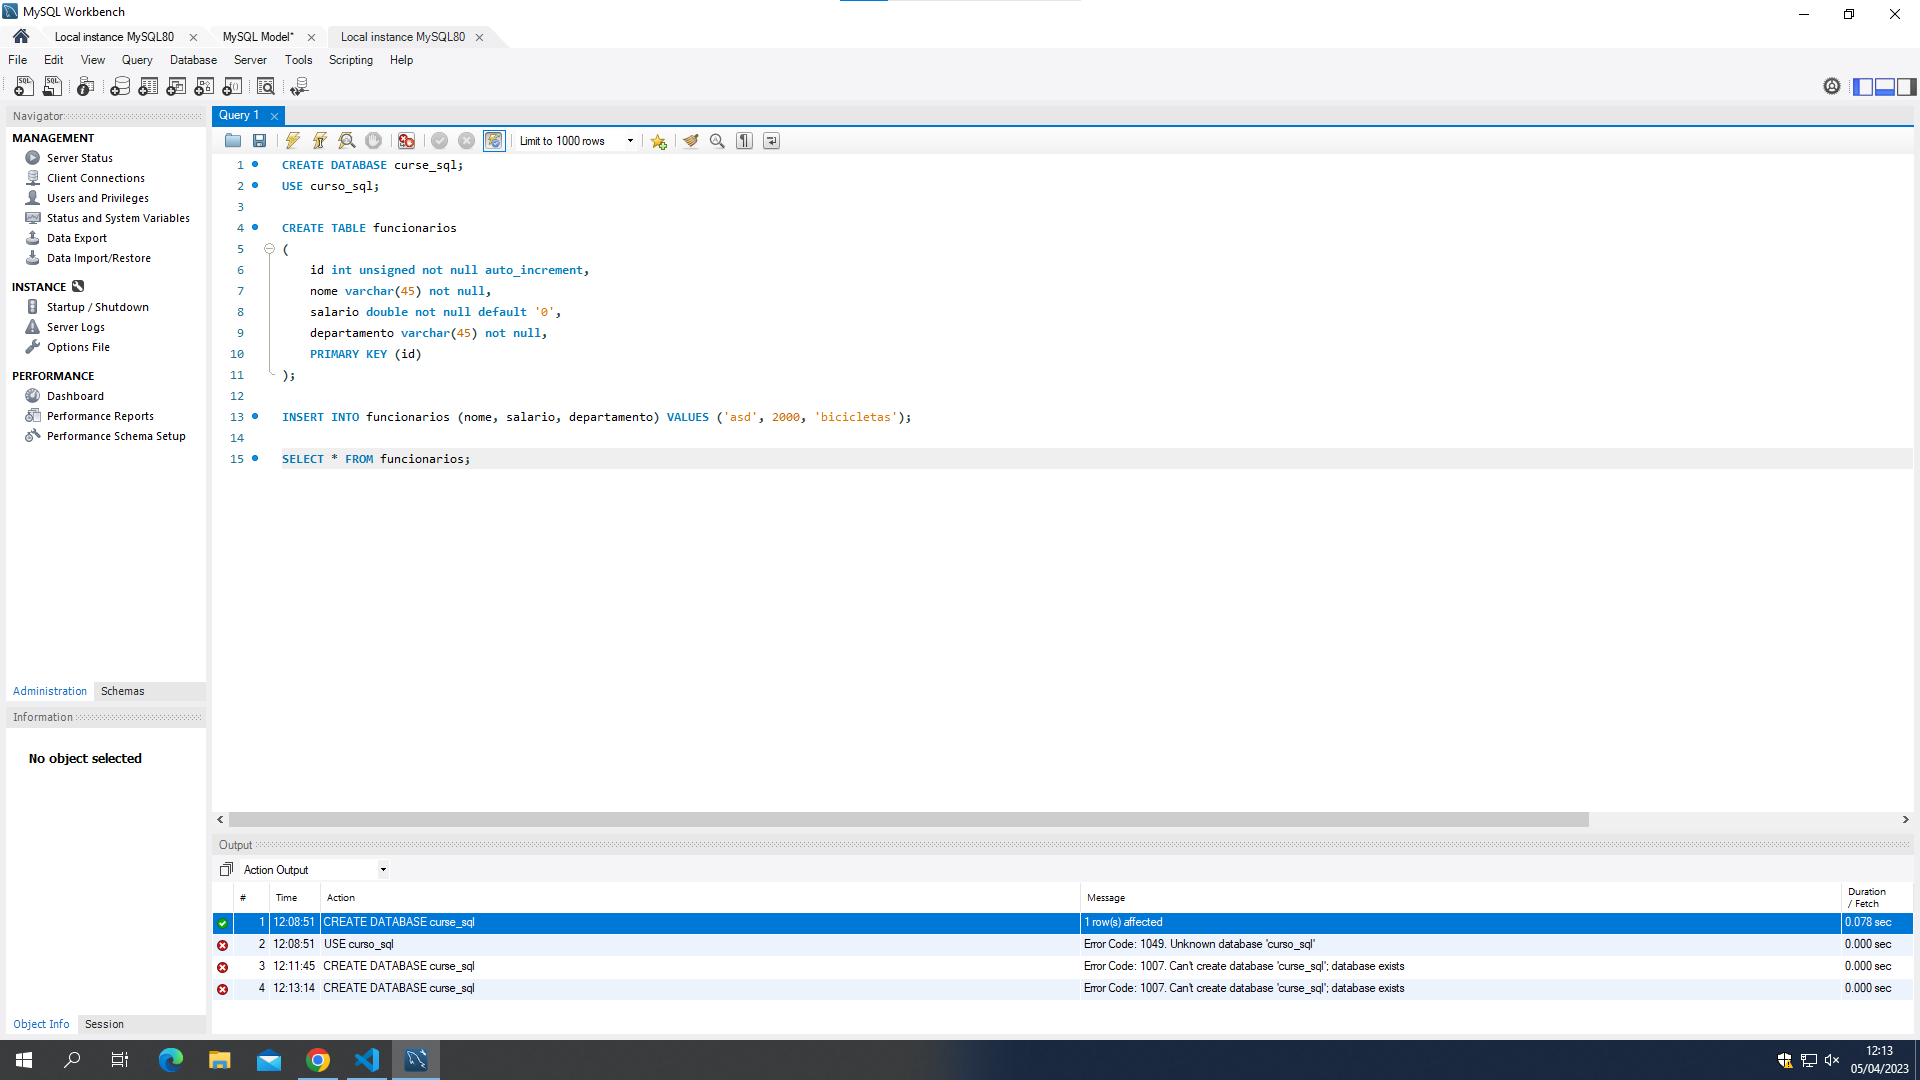 MySQL Workbench
Local instance MySQL80
MySQL Model*
Local instance MySQL80
File Edit View Query Database Server Tools Scripting Help
Navigator
MANAGEMENT
Server Status
Client Connections
Users and Privileges
Status and System Variables
Data Export
Data Import/Restore
INSTANCE
Startup / Shutdown
Server Logs
Options File
PERFORMANCE
Dashboard
Performance Reports
Performance Schema Setup
Administration Schemas
Information
No object selected
Object Info Session
Query 1
Limit to 1000 rows
1 CREATE DATABASE curse_sql;
2 USE curso_sql;
3
4 CREATE TABLE funcionarios
5 (
6 id int unsigned not null auto_increment,
7 nome varchar(45) not null,
8 salario double not null default '0',
9 departamento varchar(45) not null,
10 PRIMARY KEY (id)
11 );
12
13 INSERT INTO funcionarios (nome, salario, departamento) VALUES ('asd', 2000, 'bicicletas');
14
15 SELECT * FROM funcionarios;
Output
Action Output
# Time Action Message Duration / Fetch
1 12:08:51 CREATE DATABASE curse_sql 1 row(s) affected 0.078 sec
2 12:08:51 USE curso_sql Error Code: 1049. Unknown database 'curso_sql' 0.000 sec
3 12:11:45 CREATE DATABASE curse_sql Error Code: 1007. Can't create database 'curse_sql'; database exists 0.000 sec
4 12:13:14 CREATE DATABASE curse_sql Error Code: 1007. Can't create database 'curse_sql'; database exists 0.000 sec
12:13
05/04/2023